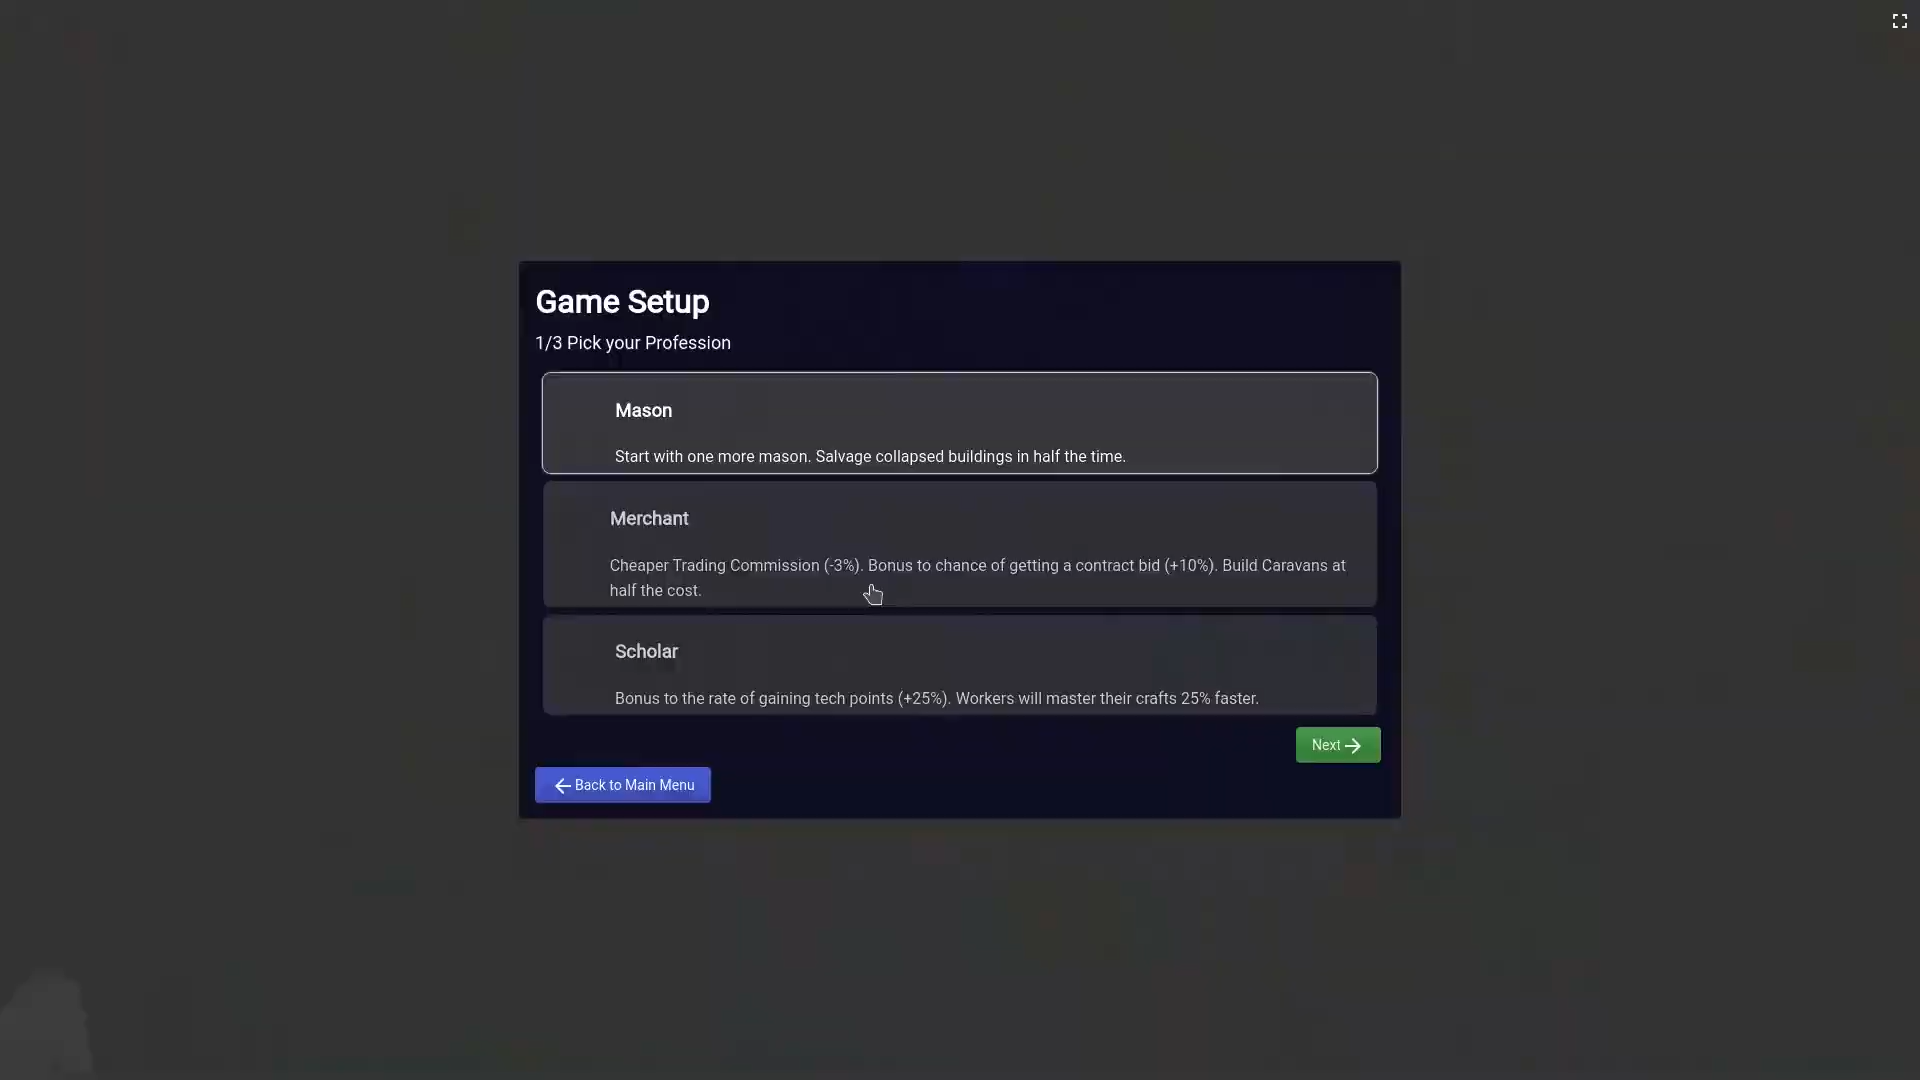 Game Setup
1/3 Pick your Profession
Mason
Start with one more mason. Salvage collapsed buildings in half the time.
Merchant
Cheaper Trading Commission (-3%). Bonus to chance of getting a contract bid (+10%). Build Caravans at
half the cost.
Scholar
Bonus to the rate of gaining tech points (+25%). Workers will master their crafts 25% faster.
Next
Back to Main Menu